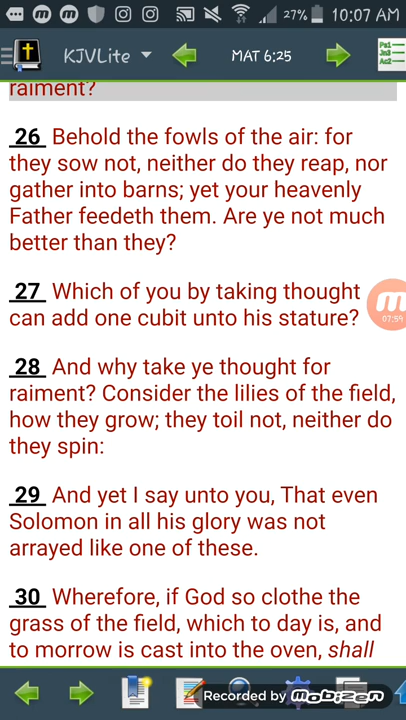 27% 10:07 AM
KJVLite MAT 6:25
Ps1-
Jn3-
Ac2-
raiment?
26 Behold the fowls of the air: for
they sow not, neither do they reap, nor
gather into barns; yet your heavenly
Father feedeth them. Are ye not much
better than they?
27 Which of you by taking thought
can add one cubit unto his stature?
07:59
28 And why take ye thought for
raiment? Consider the lilies of the field,
how they grow; they toil not, neither do
they spin:
29 And yet I say unto you, That even
Solomon in all his glory was not
arrayed like one of these.
30 Wherefore, if God so clothe the
grass of the field, which to day is, and
to morrow is cast into the oven, shall
Recorded by mobizen